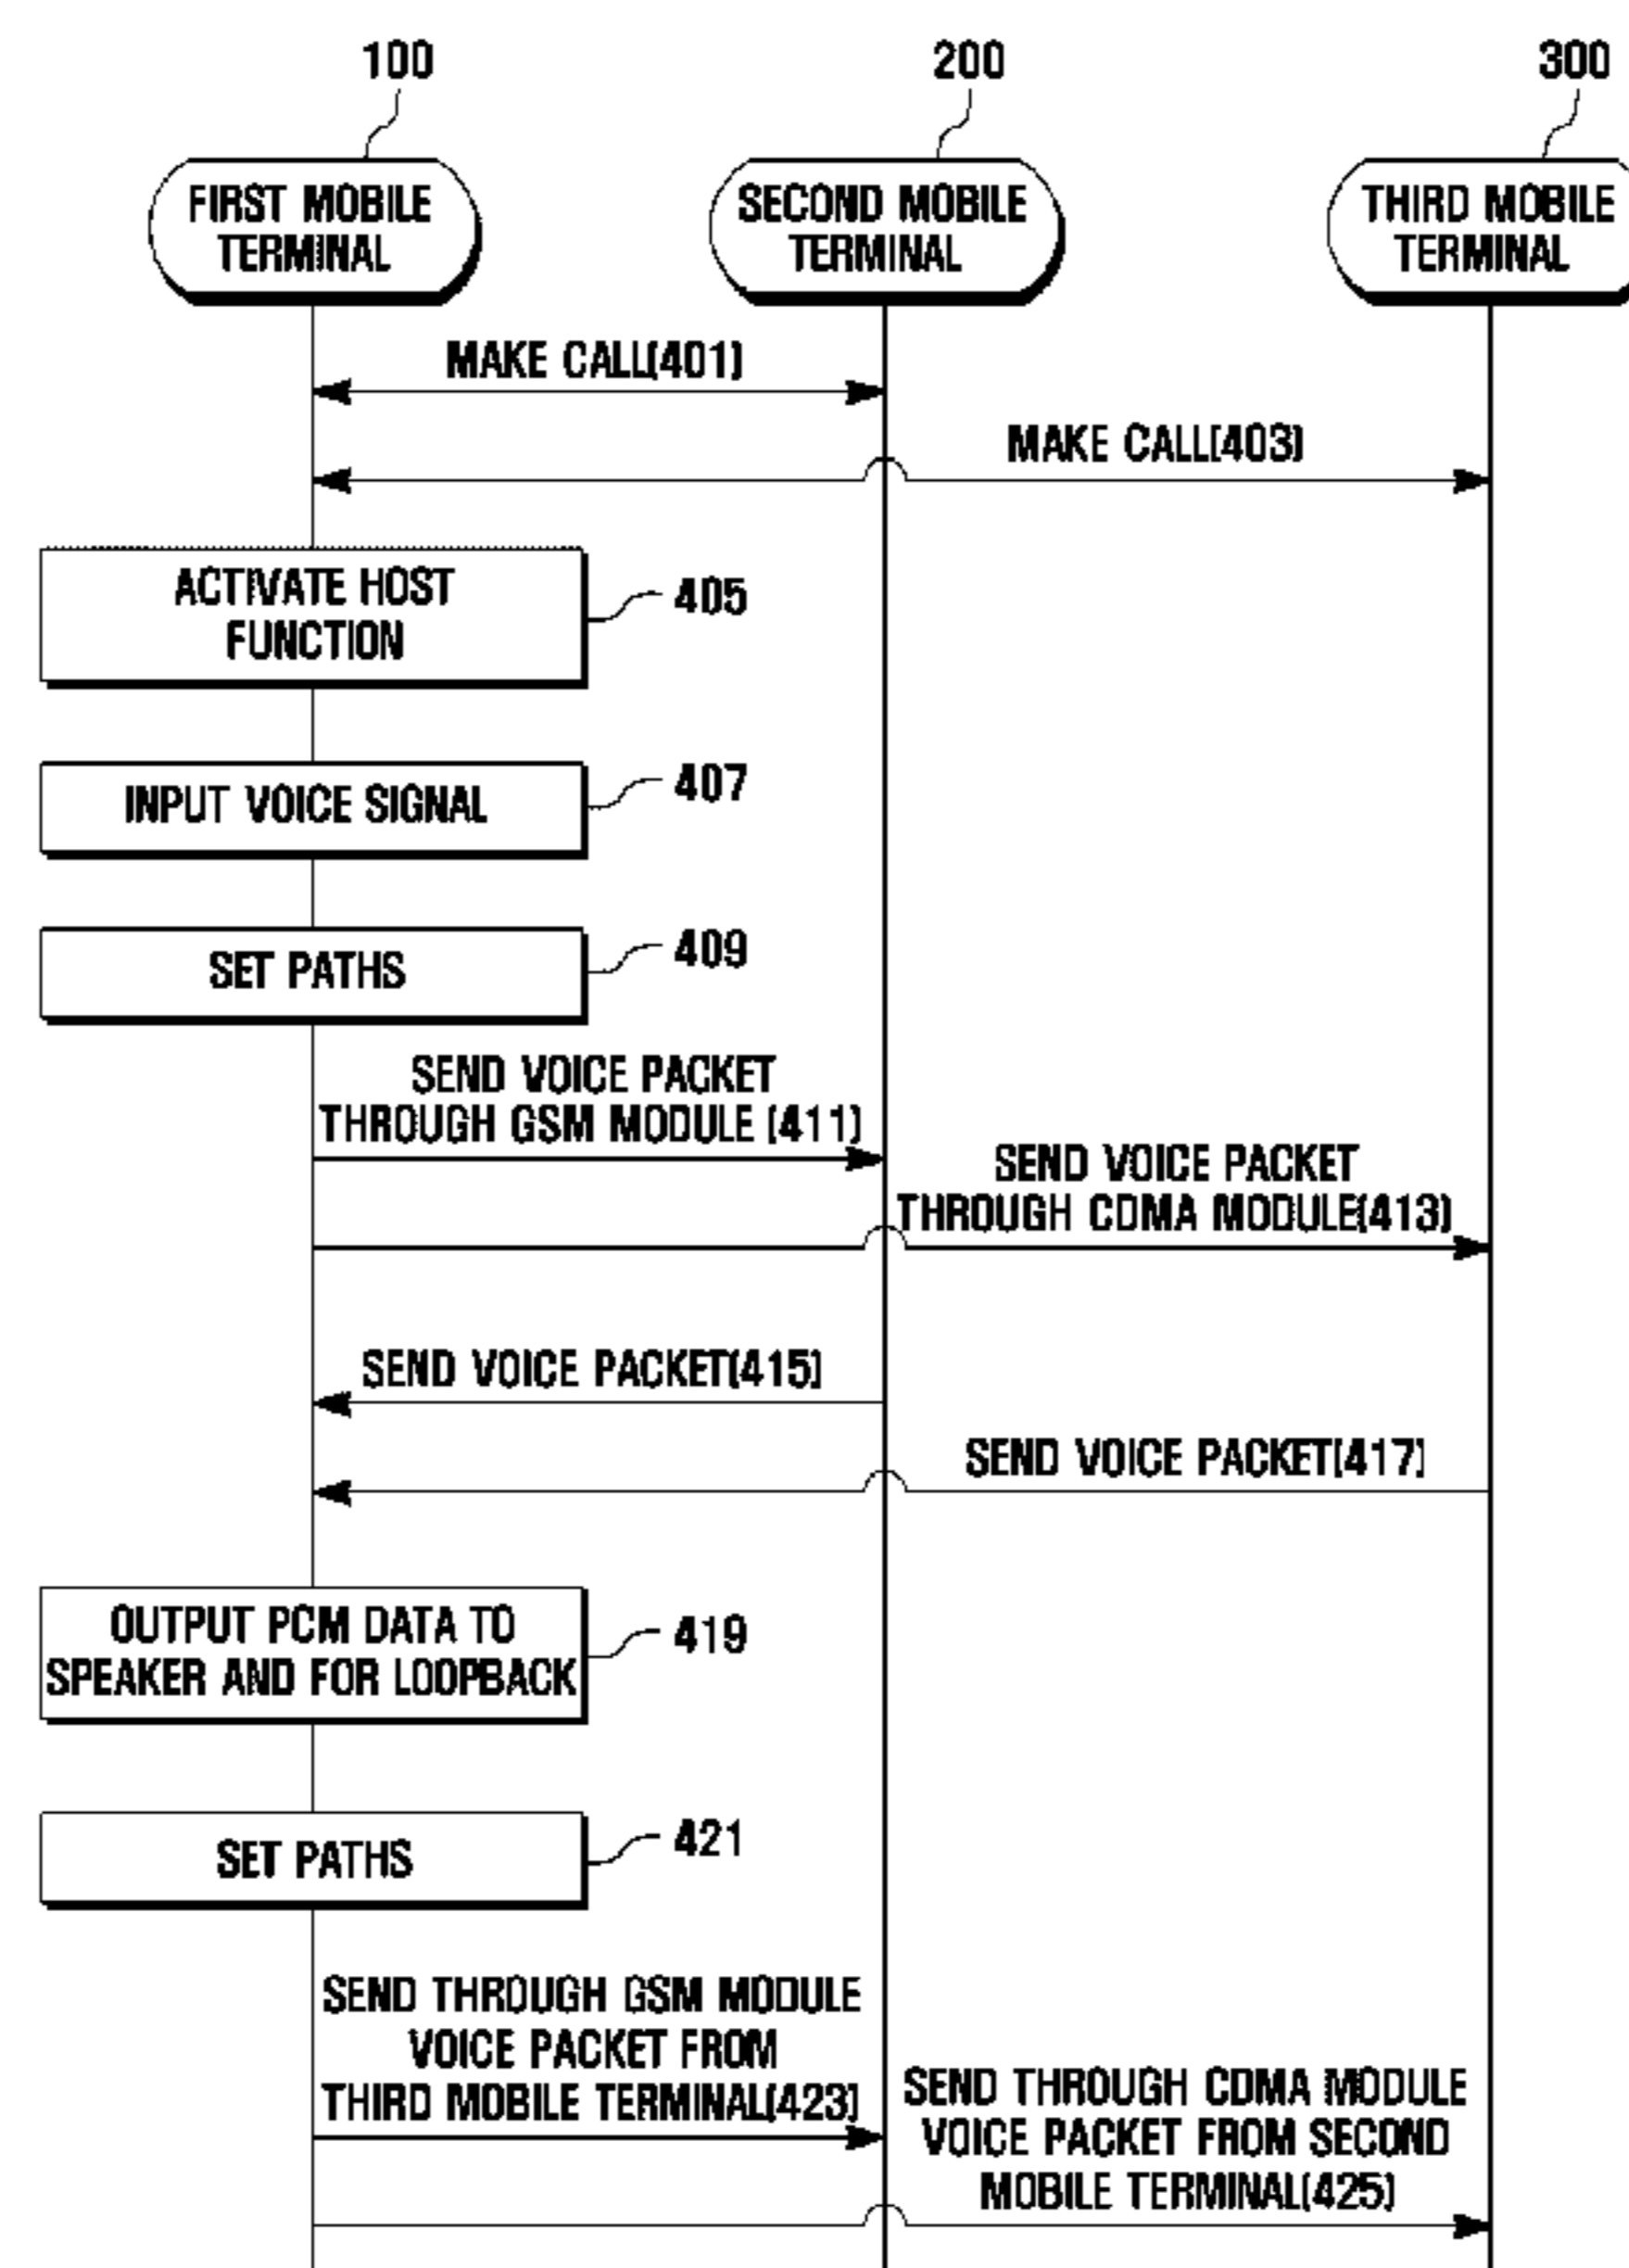 100
200
300
FIRST MOBILE
TERMINAL
SECOND MOBILE
TERMINAL
THIRD MOBILE
TERMINAL
MAKE CALL(401)
MAKE CALL(403)
ACTIVATE HOST
FUNCTION
405
INPUT VOICE SIGNAL
407
SET PATHS
409
SEND VOICE PACKET
THROUGH GSM MODULE (411)
SEND VOICE PACKET
THROUGH CDMA MODULE(413)
SEND VOICE PACKET(415)
SEND VOICE PACKET(417)
OUTPUT PCM DATA TO
SPEAKER AND FOR LOOPBACK
419
SET PATHS
421
SEND THROUGH GSM MODULE
VOICE PACKET FROM
THIRD MOBILE TERMINAL(423)
SEND THROUGH CDMA MODULE
VOICE PACKET FROM SECOND
MOBILE TERMINAL(425)